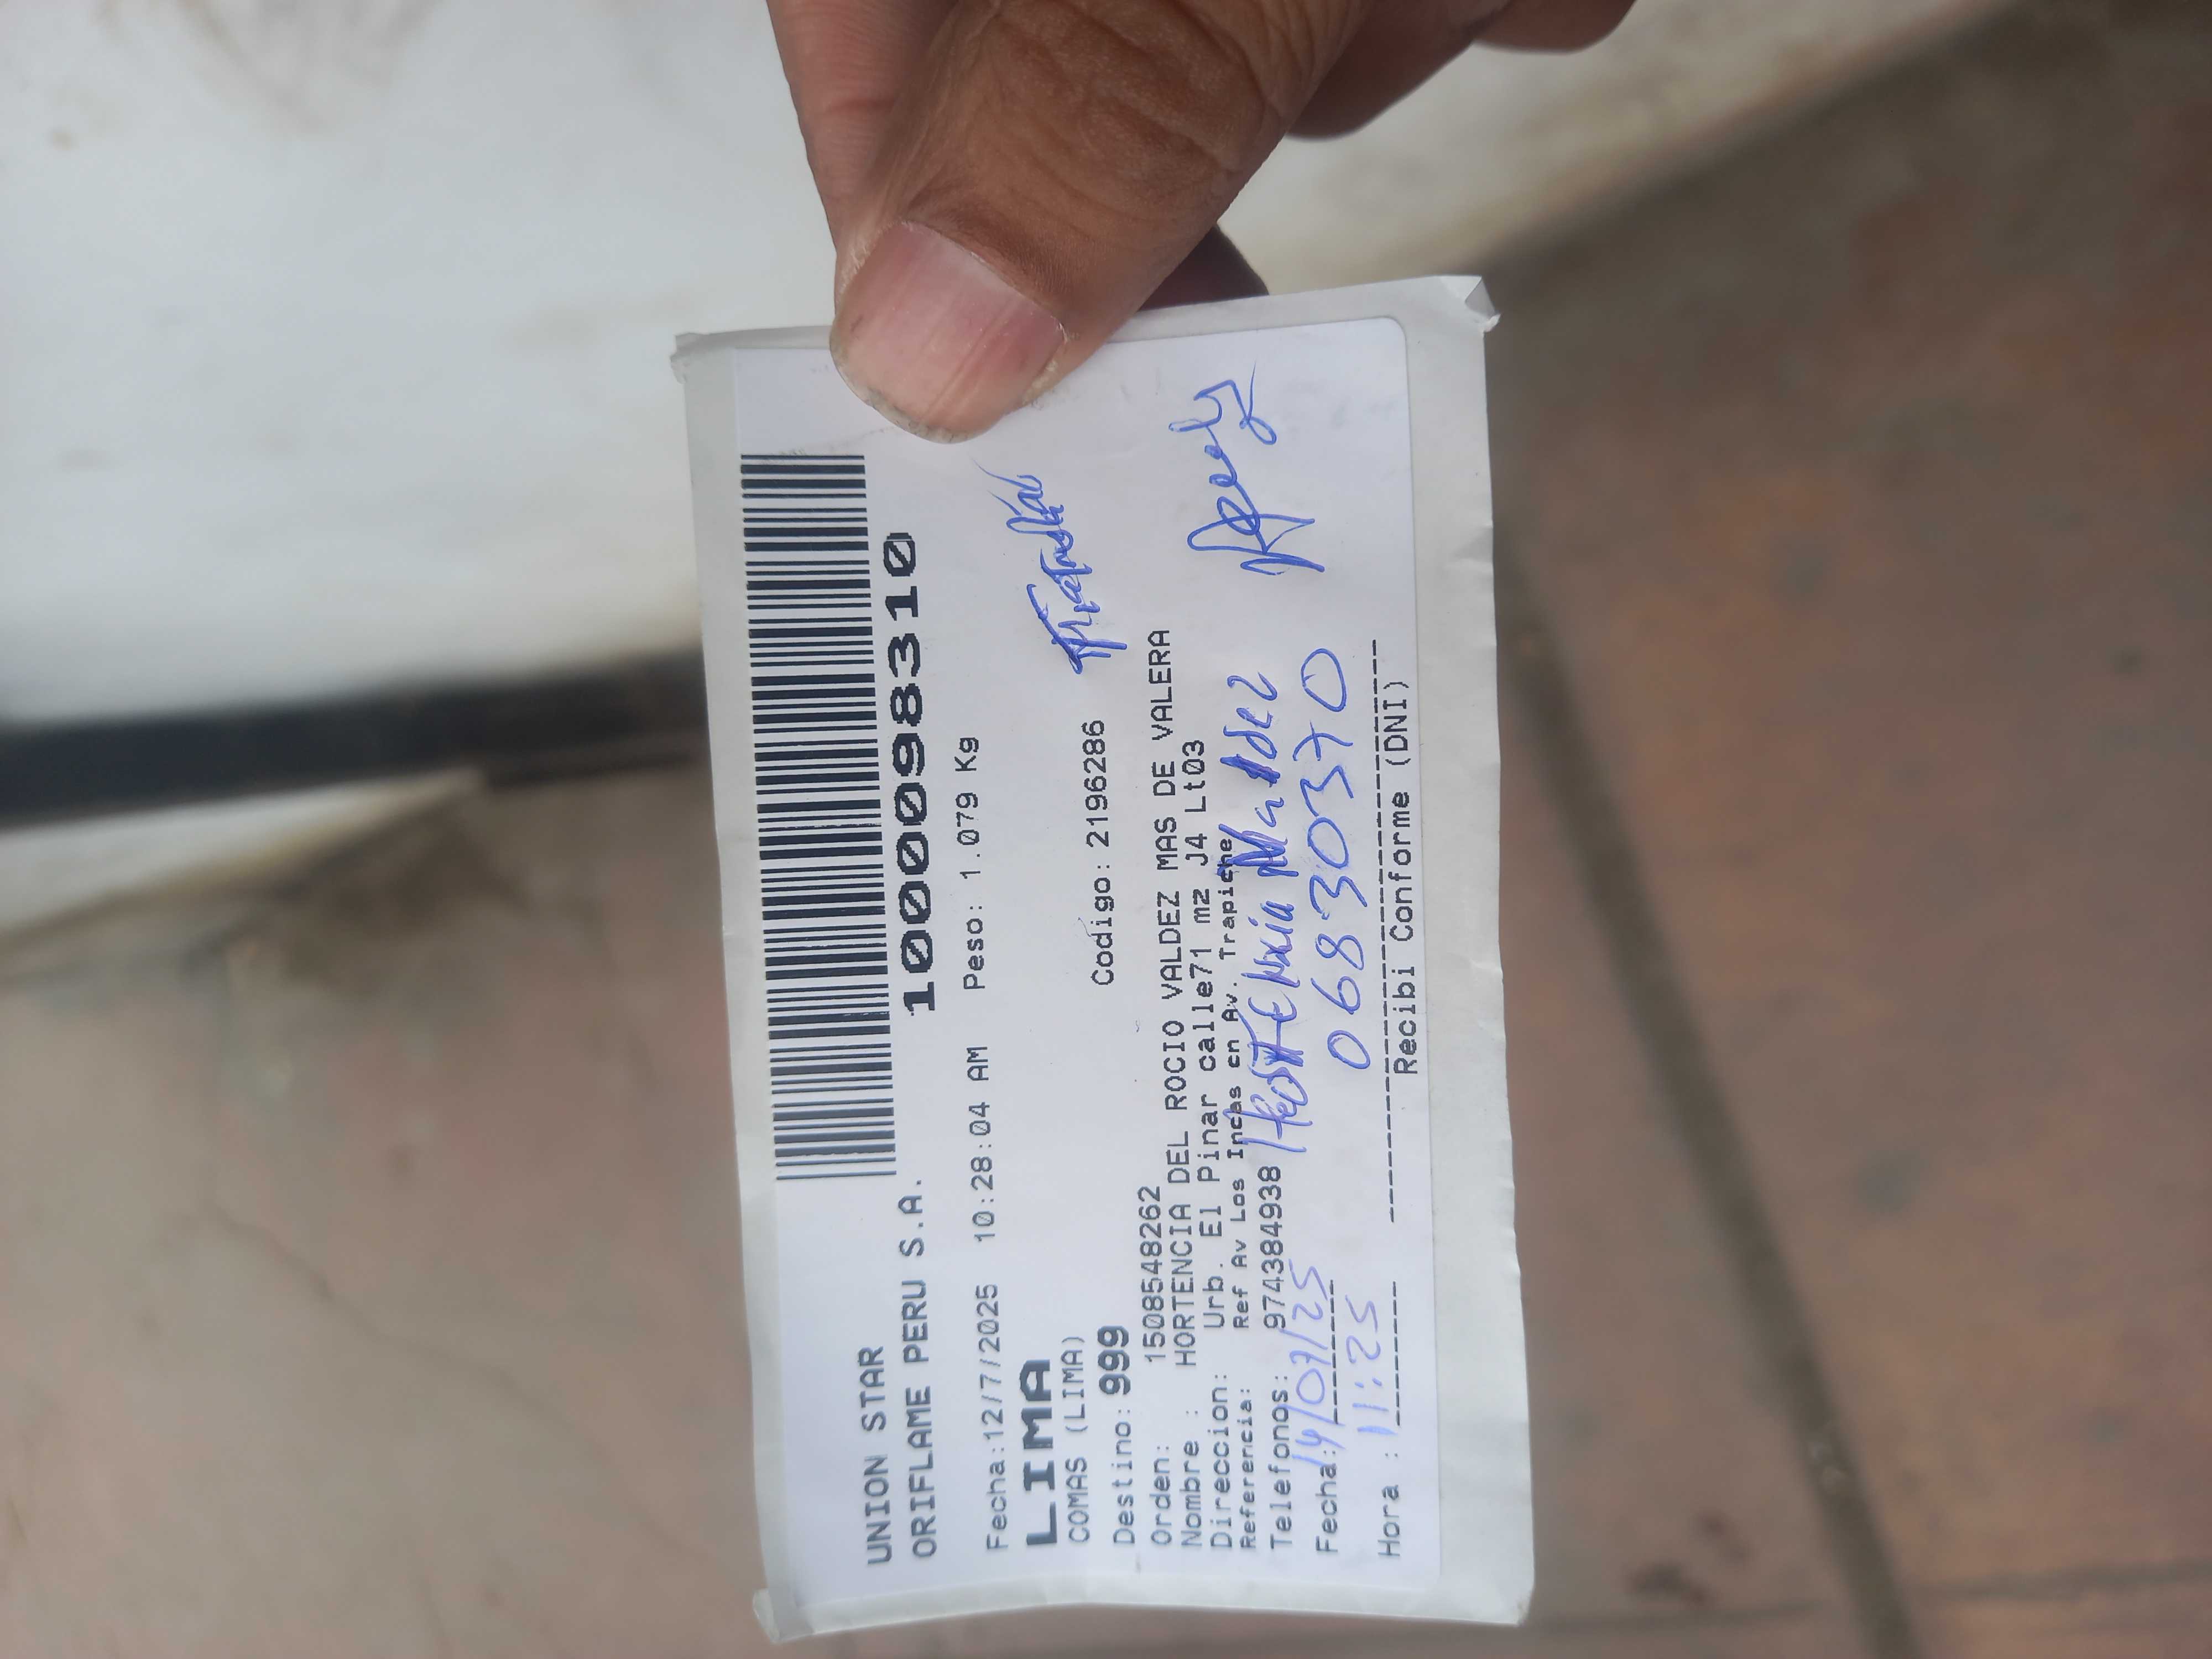 UNION STAR
ORIFLAME PERU S.A. 1000098310
Fecha:12/7/2025 10:28:04 AM Peso: 1.079 Kg
LIMA
COMAS (LIMA)
Destino: 999 Codigo: 2196286
Orden: 1508548262
Nombre : HORTENCIA DEL ROCIO VALDEZ MAS DE VALERA
Direccion: Urb. El Pinar calle71 mz J4 Lt03
Referencia: Ref Av Los Incas en Av. Trapiche
Telefonos: 974384938
Fecha: 14/07/25 06830370
Hora : 11:25
Recibi Conforme (DNI)